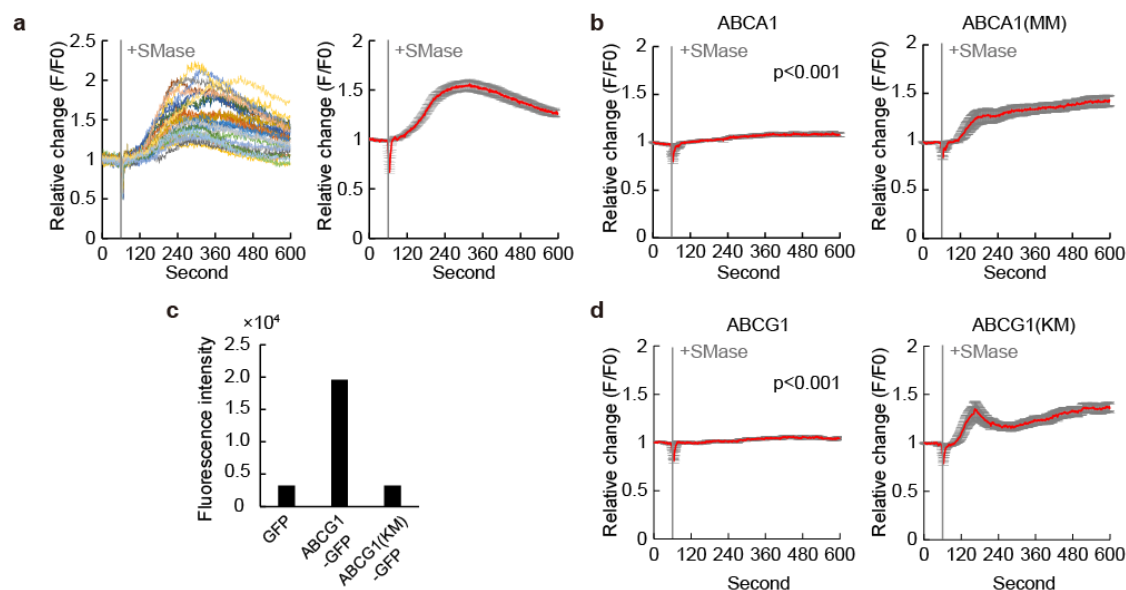 a
Relative change (F/F0)
2.5
2
1.5
1
0.5
0
+SMase
0 120 240 360 480 600
Second
Relative change (F/F0)
2
1.5
1
0.5
0
+SMase
0 120 240 360 480 600
Second
b
ABCA1
Relative change (F/F0)
2
1.5
1
0.5
0
+SMase
p<0.001
0 120 240 360 480 600
Second
ABCA1(MM)
Relative change (F/F0)
2
1.5
1
0.5
0
+SMase
0 120 240 360 480 600
Second
c
×10⁴
Fluorescence intensity
2.5
2.0
1.5
1.0
0.5
0
GFP
ABCG1
-GFP
ABCG1(KM)
-GFP
d
ABCG1
Relative change (F/F0)
2
1.5
1
0.5
0
+SMase
p<0.001
0 120 240 360 480 600
Second
ABCG1(KM)
Relative change (F/F0)
2
1.5
1
0.5
0
+SMase
0 120 240 360 480 600
Second